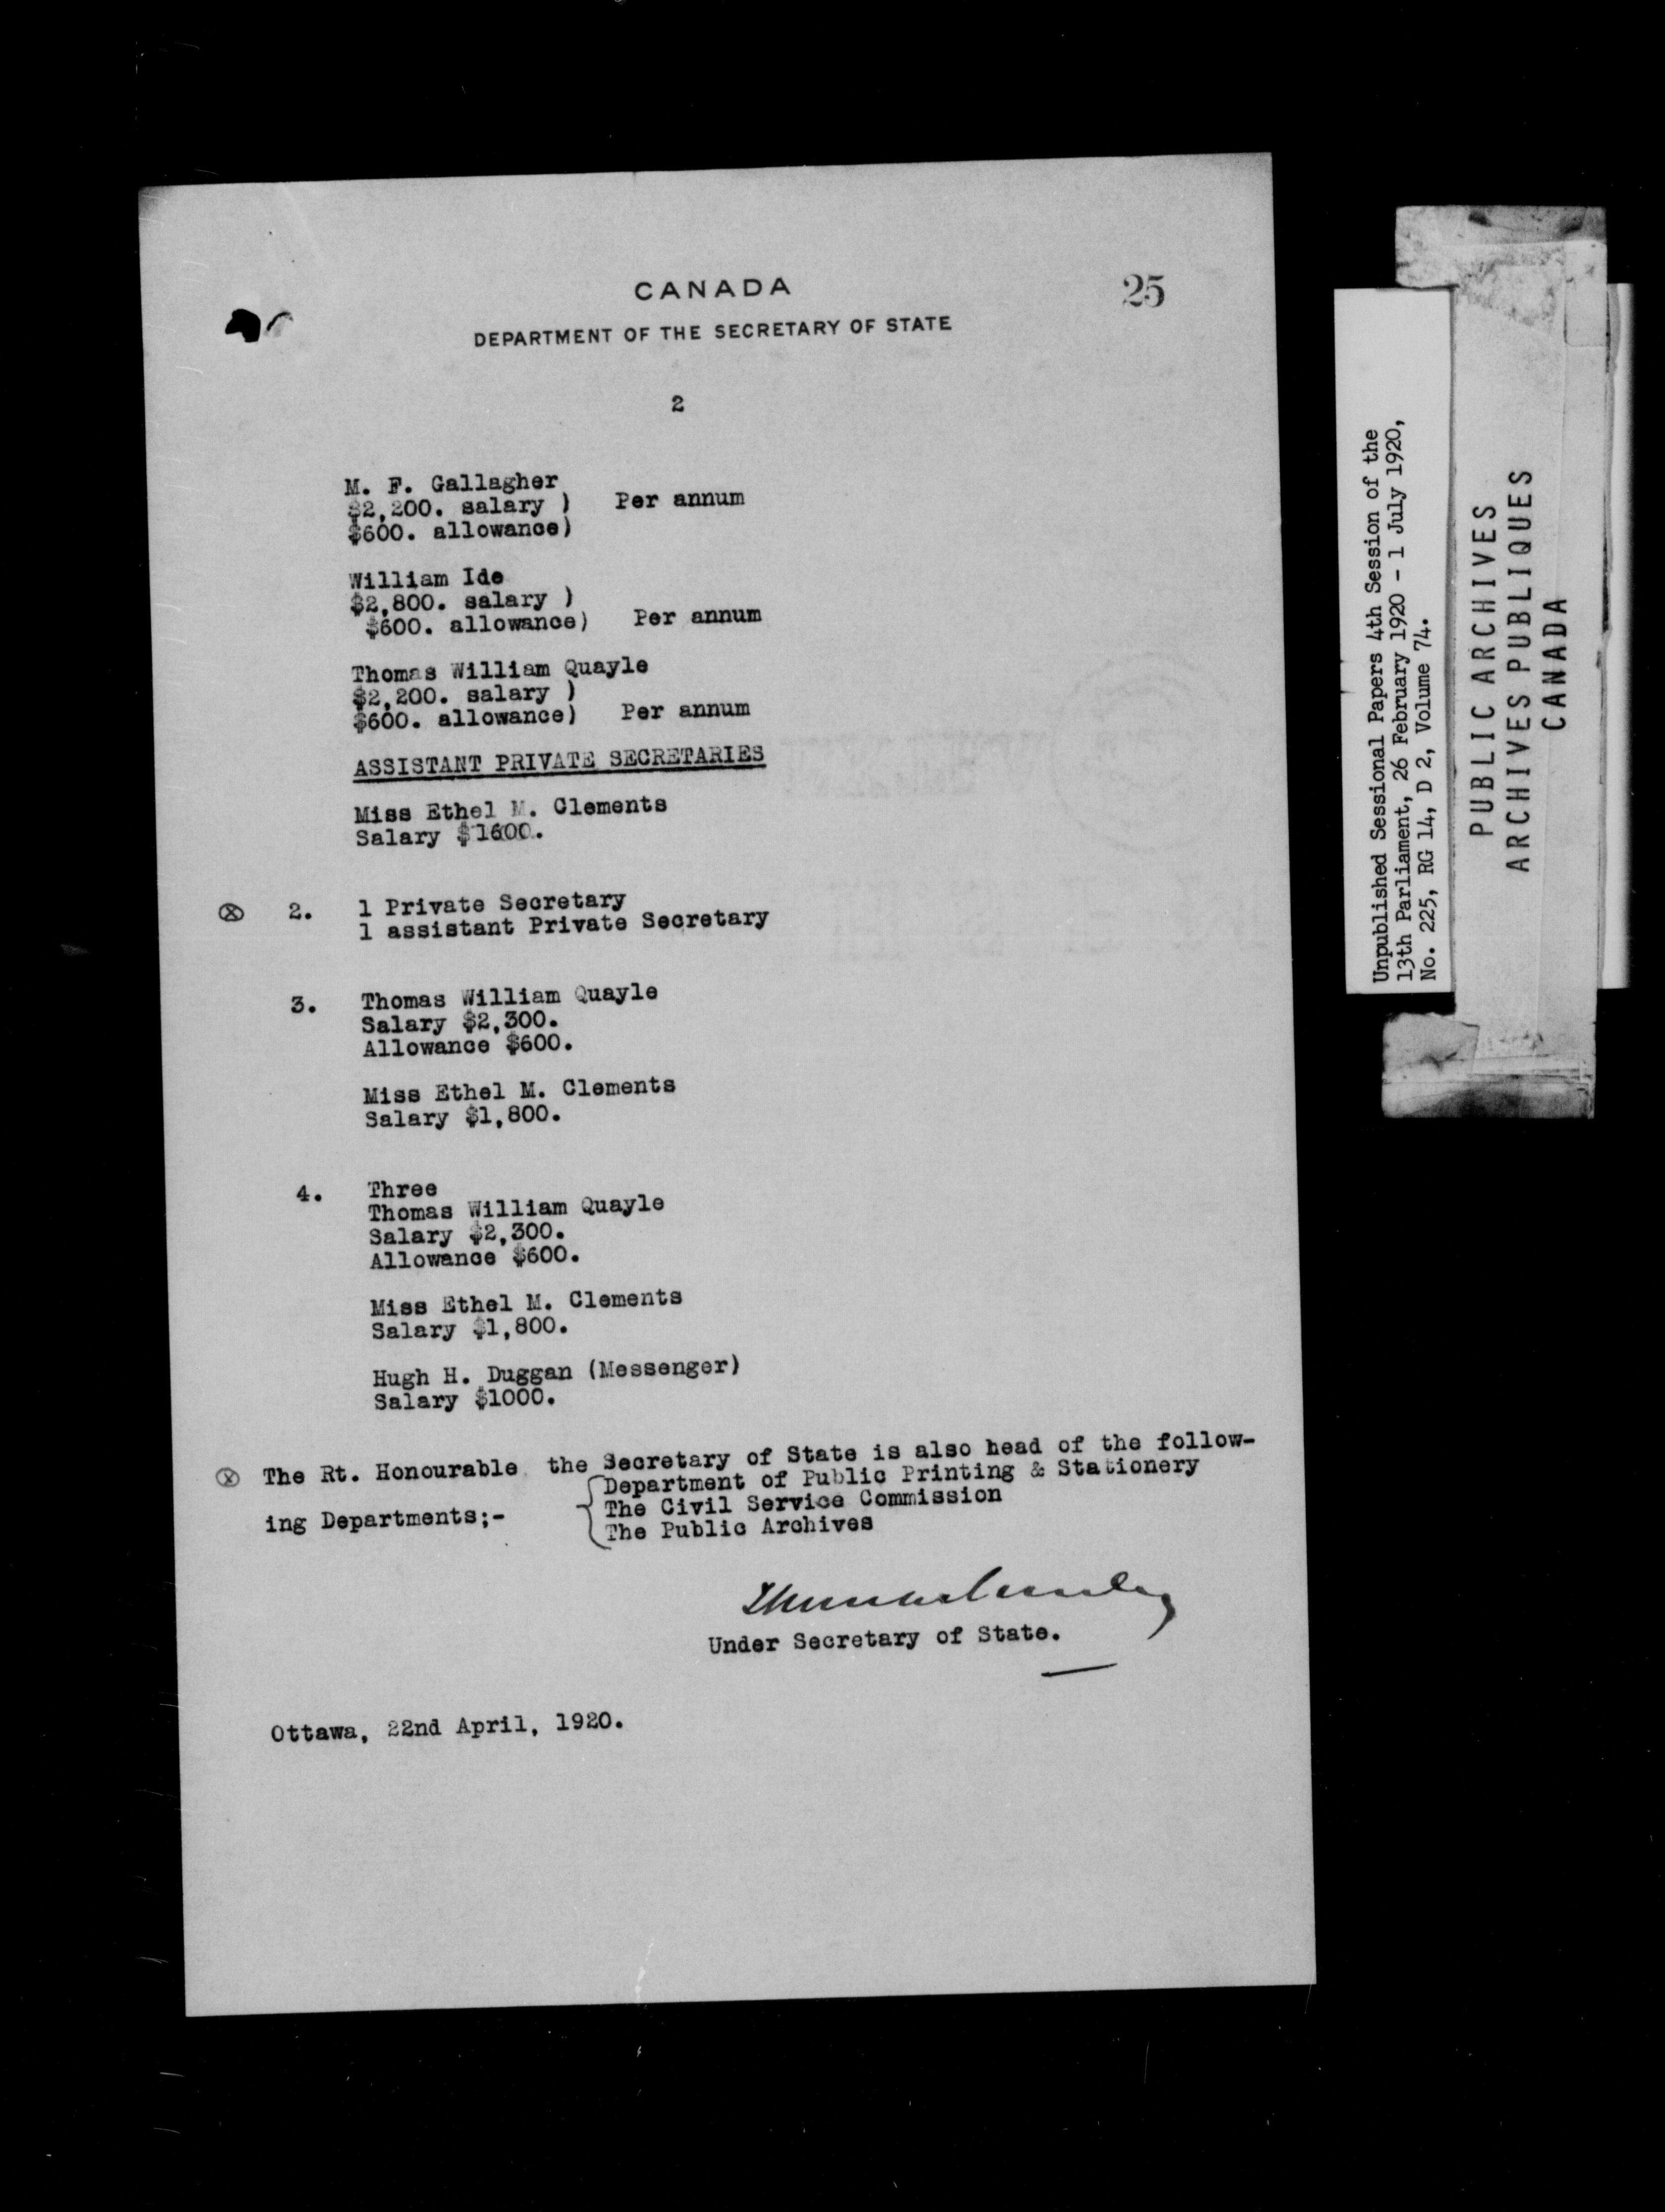 CANADA
25
DEPARTMENT OF THE SECRETARY OF STATE
2
M. F. Gallagher
$2,200. salary ) Per annum
$600. allowance)
William Ide
$2,800. salary )
$600. allowance) Per annum
Thomas William Quayle
$2,200. salary )
$600. allowance) Per annum
ASSISTANT PRIVATE SECRETARIES
Miss Ethel M. Clements
Salary $1600.
2. 1 Private Secretary
1 assistant Private Secretary
3. Thomas William Quayle
Salary $2,300.
Allowance $600.
Miss Ethel M. Clements
Salary $1,800.
4. Three
Thomas William Quayle
Salary $2,300.
Allowance $600.
Miss Ethel M. Clements
Salary $1,800.
Hugh H. Duggan (Messenger)
Salary $1000.
The Rt. Honourable the Secretary of State is also head of the follow-
Department of Public Printing & Stationery
The Civil Service Commission
ing Departments;-
The Public Archives
Under Secretary of State.
Ottawa, 22nd April, 1920.
Unpublished Sessional Papers 4th Session of the
13th Parliament, 26 February 1920 - 1 July 1920,
No. 225, RG 14, D 2, Volume 74.
PUBLIC ARCHIVES
ARCHIVES PUBLIQUES
CANADA